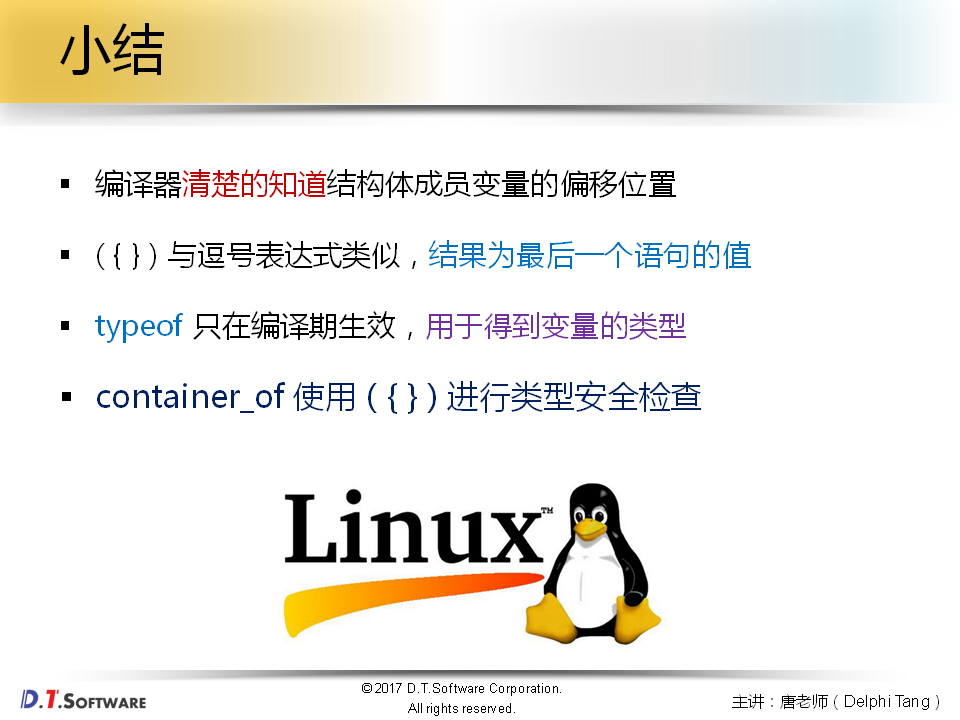 小结
▪ 编译器清楚的知道结构体成员变量的偏移位置
▪ ( { } ) 与逗号表达式类似，结果为最后一个语句的值
▪ typeof 只在编译期生效，用于得到变量的类型
▪ container_of 使用 ( { } ) 进行类型安全检查
Linux™
D.T.SOFTWARE
©2017 D.T.Software Corporation.
All rights reserved.
主讲：唐老师（Delphi Tang）